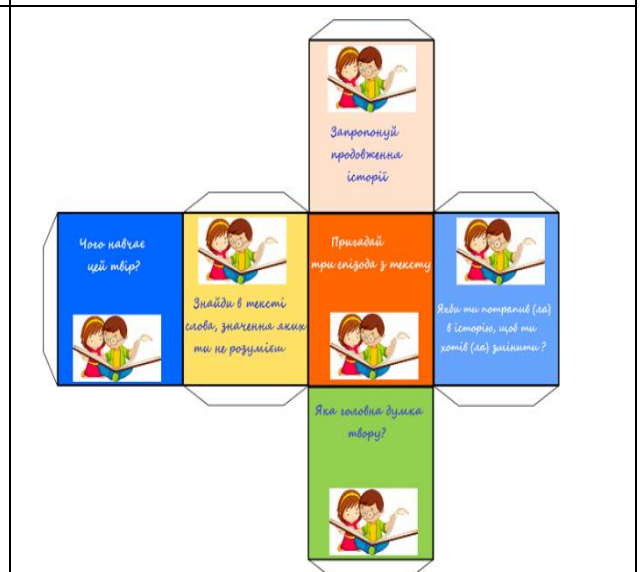 Запропонуй
продовження
історії
Чого навчає
цей твір?
Знайди в тексті
слова, значення яких
ти не розумієш
Пригадай
три епізода з тексту
Якби ти потрапив (ла)
в історію, щоб ти
хотів (ла) змінити?
Яка головна думка
твору?